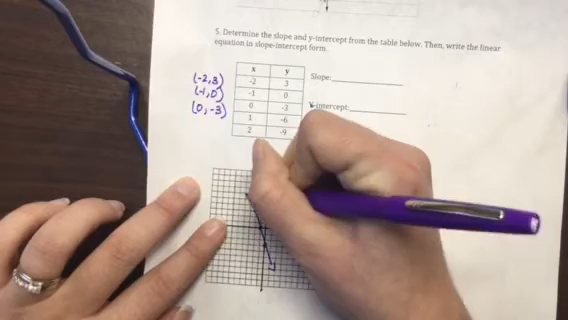 5. Determine the slope and y-intercept from the table below. Then, write the linear
equation in slope-intercept form.
x y
-2 3
-1 0
0 -3
1 -6
2 -9
(-2,3)
(-1,0)
(0,-3)
Slope:
Y-intercept: